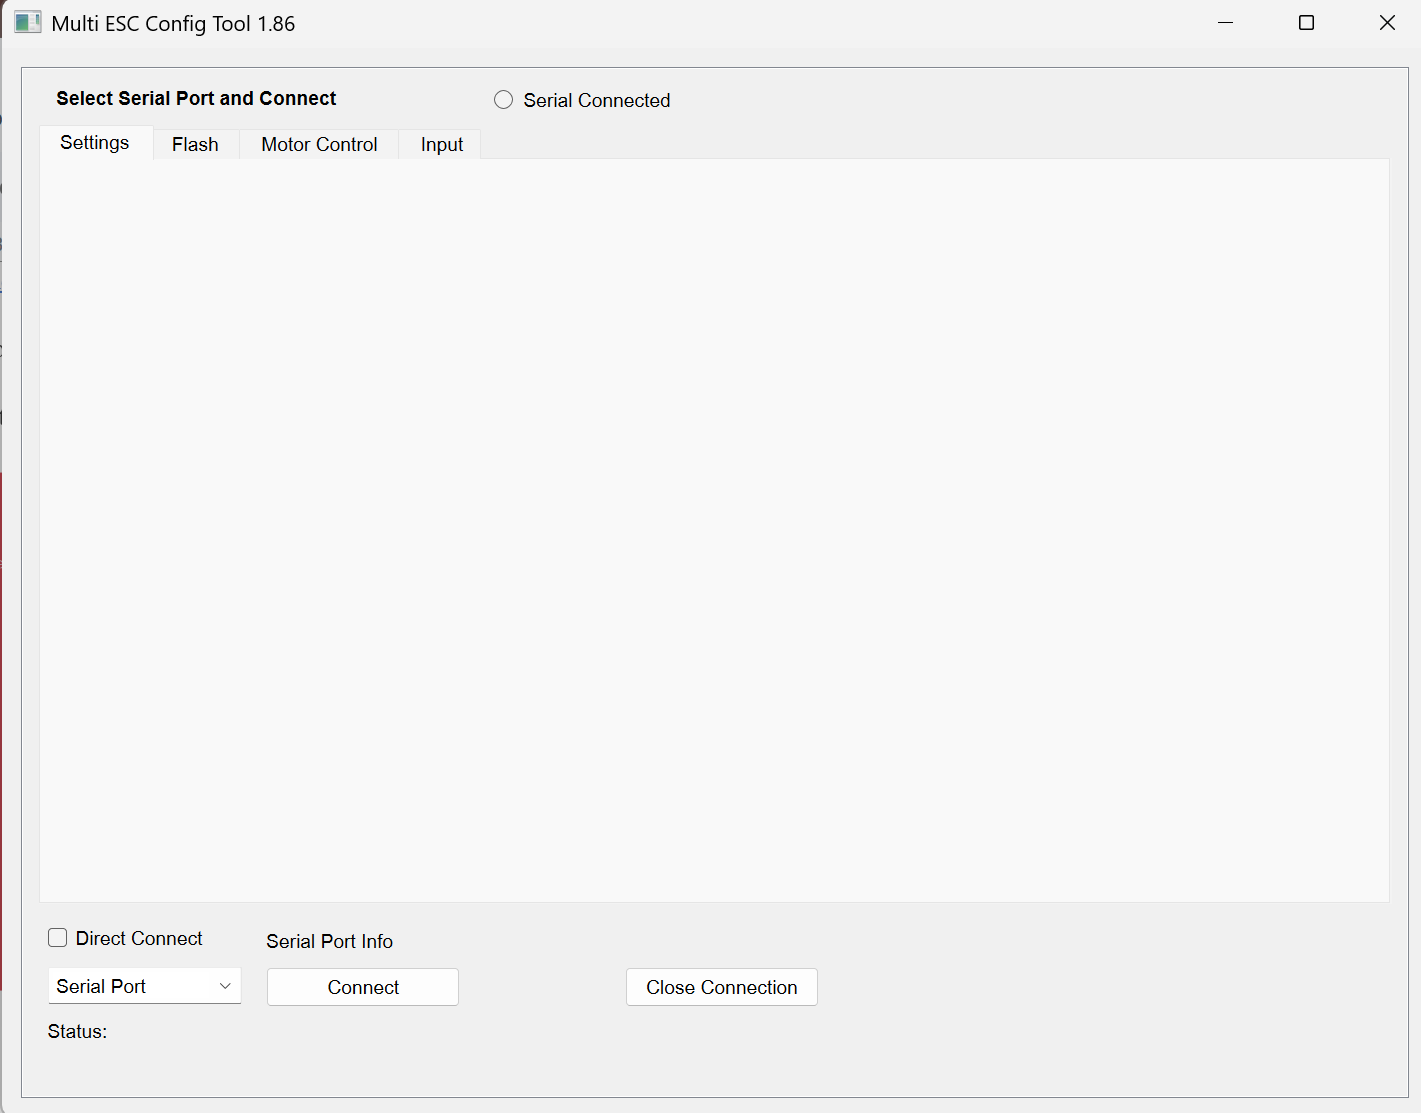 Multi ESC Config Tool 1.86
Select Serial Port and Connect
Serial Connected
Settings
Flash
Motor Control
Input
Direct Connect
Serial Port Info
Serial Port
Connect
Close Connection
Status: